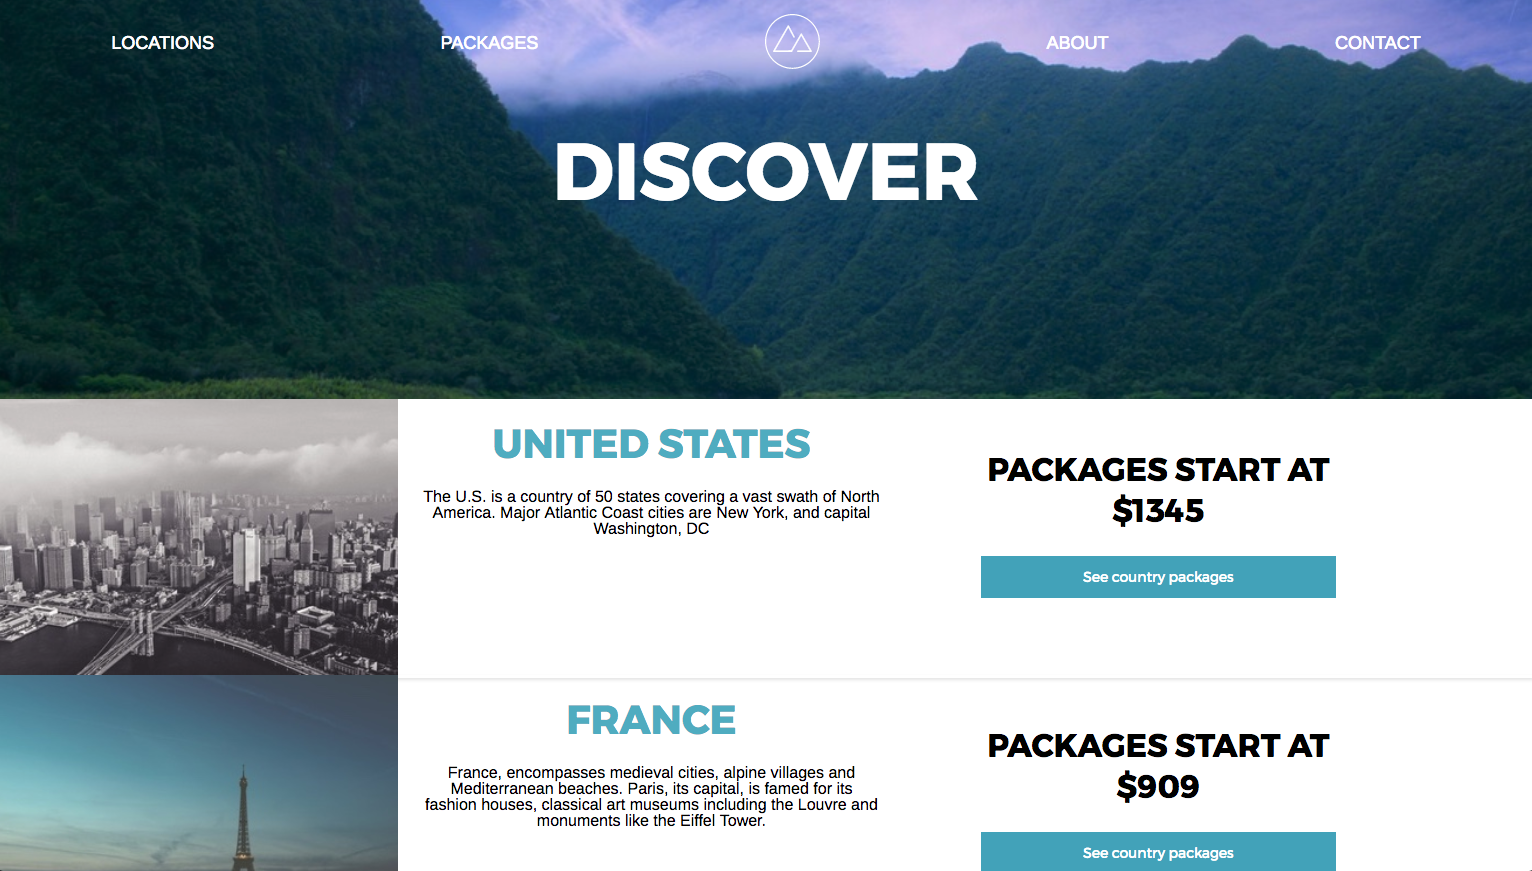 LOCATIONS
PACKAGES
ABOUT
CONTACT
DISCOVER
UNITED STATES
The U.S. is a country of 50 states covering a vast swath of North
America. Major Atlantic Coast cities are New York, and capital
Washington, DC
PACKAGES START AT
$1345
See country packages
FRANCE
France, encompasses medieval cities, alpine villages and
Mediterranean beaches. Paris, its capital, is famed for its
fashion houses, classical art museums including the Louvre and
monuments like the Eiffel Tower.
PACKAGES START AT
$909
See country packages